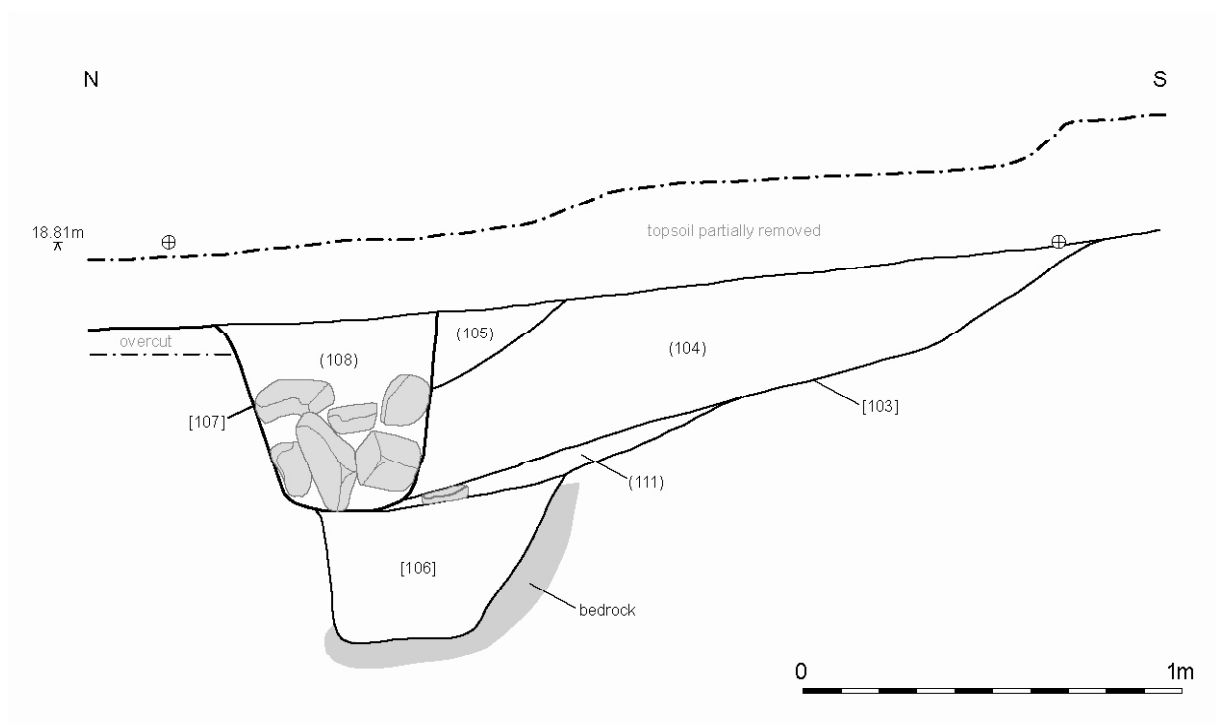 N
S
18.81m
topsoil partially removed
overcut
(105)
(108)
(104)
[107]
[103]
(111)
[106]
bedrock
0
1m